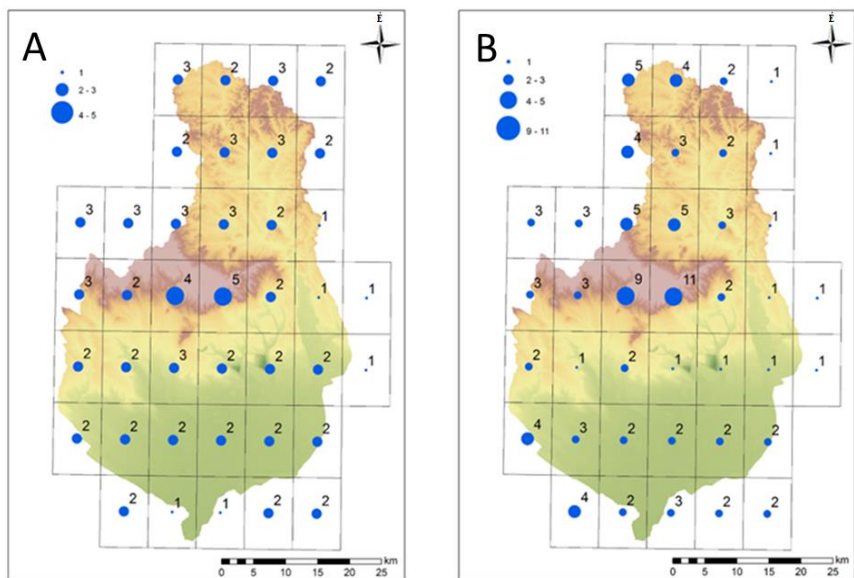 A
É
1
2 - 3
4 - 5
3 2 3 2
2 3 3 2
3 3 3 3 2 1
3 2 4 5 2 1 1
2 2 3 2 2 2 1
2 2 2 2 2 2
2 1 1 2 2
km
0 5 10 15 20 25
B
É
1
2 - 3
4 - 5
9 - 11
5 4 2 1
4 3 2 1
3 3 5 5 3 1
3 3 9 11 2 1 1
2 1 2 1 1 1 1
4 3 2 2 2 2
4 2 3 2 2
km
0 5 10 15 20 25